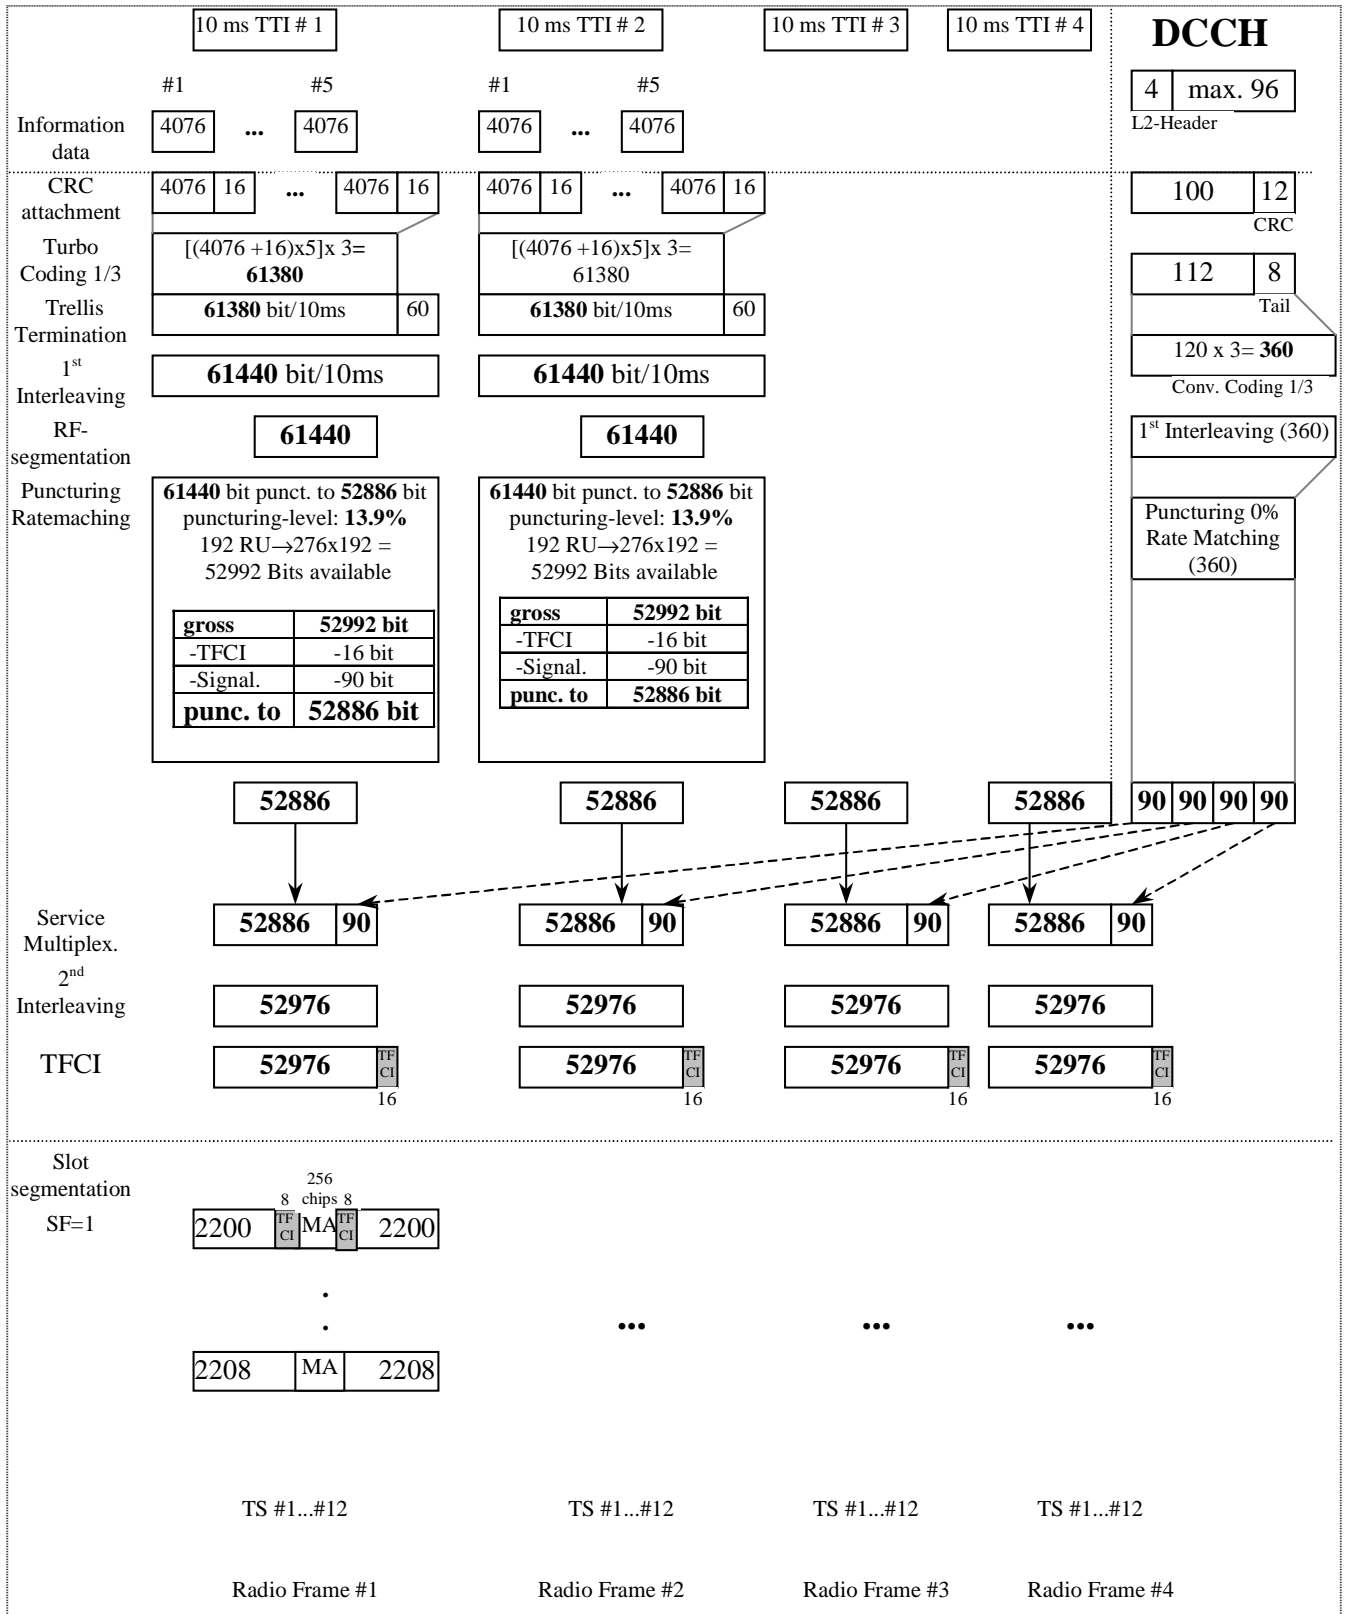 10 ms TTI # 1 10 ms TTI # 2 10 ms TTI # 3 10 ms TTI # 4 DCCH
#1 #5 #1 #5
4 max. 96
L2-Header
Information
data
4076 ... 4076 4076 ... 4076
CRC
attachment
4076 16 ... 4076 16 4076 16 ... 4076 16 100 12
CRC
Turbo
Coding 1/3
[(4076 +16)x5]x 3=
61380
[(4076 +16)x5]x 3=
61380
112 8
Tail
Trellis
Termination
61380 bit/10ms 60 61380 bit/10ms 60
120 x 3= 360
Conv. Coding 1/3
1st
Interleaving
61440 bit/10ms 61440 bit/10ms
RF-
segmentation
61440 61440
1st Interleaving (360)
Puncturing
Ratemaching
61440 bit punct. to 52886 bit
puncturing-level: 13.9%
192 RU→276x192 =
52992 Bits available
gross 52992 bit
-TFCI -16 bit
-Signal. -90 bit
punc. to 52886 bit
61440 bit punct. to 52886 bit
puncturing-level: 13.9%
192 RU→276x192 =
52992 Bits available
gross 52992 bit
-TFCI -16 bit
-Signal. -90 bit
punc. to 52886 bit
Puncturing 0%
Rate Matching
(360)
52886 52886 52886 52886 90 90 90 90
Service
Multiplex.
52886 90 52886 90 52886 90 52886 90
2nd
Interleaving
52976 52976 52976 52976
TFCI
52976 TF CI 52976 TF CI 52976 TF CI 52976 TF CI
16 16 16 16
Slot
segmentation
SF=1
256
8 chips 8
2200 TF CI MA TF CI 2200
.
. ... ... ...
2208 MA 2208
TS #1...#12 TS #1...#12 TS #1...#12 TS #1...#12
Radio Frame #1 Radio Frame #2 Radio Frame #3 Radio Frame #4